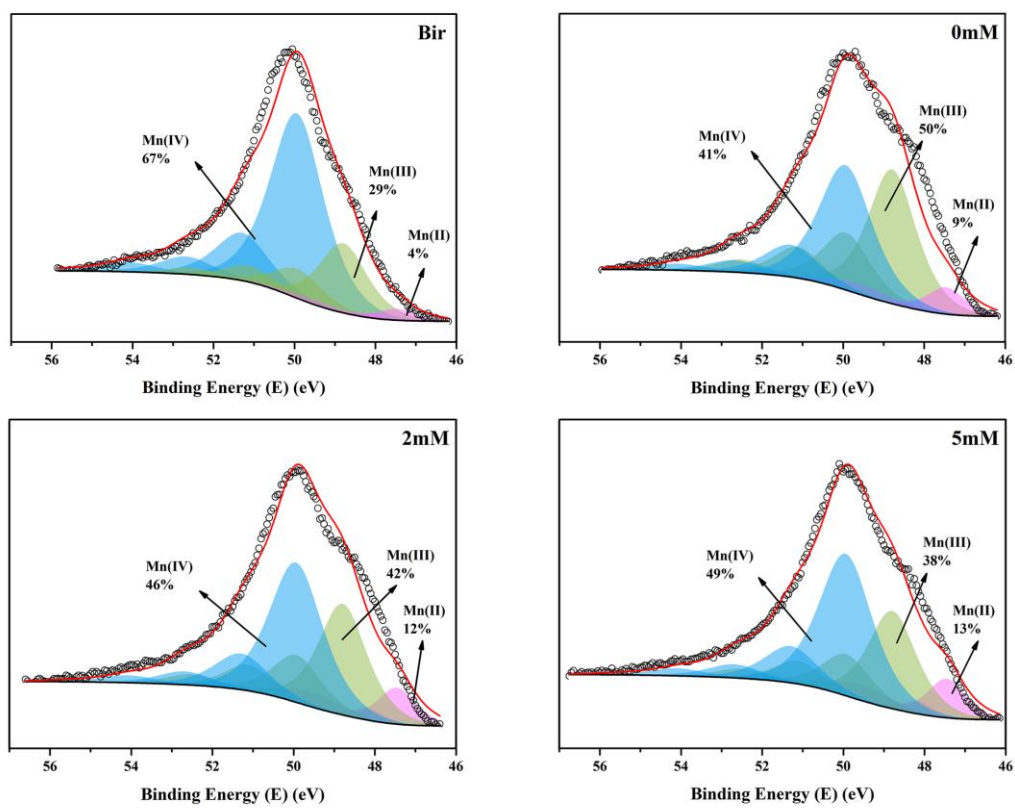 Bir
Mn(IV)
67%
Mn(III)
29%
Mn(II)
4%
56 54 52 50 48 46
Binding Energy (E) (eV)
0mM
Mn(IV)
41%
Mn(III)
50%
Mn(II)
9%
56 54 52 50 48 46
Binding Energy (E) (eV)
2mM
Mn(IV)
46%
Mn(III)
42%
Mn(II)
12%
56 54 52 50 48 46
Binding Energy (E) (eV)
5mM
Mn(IV)
49%
Mn(III)
38%
Mn(II)
13%
56 54 52 50 48 46
Binding Energy (E) (eV)